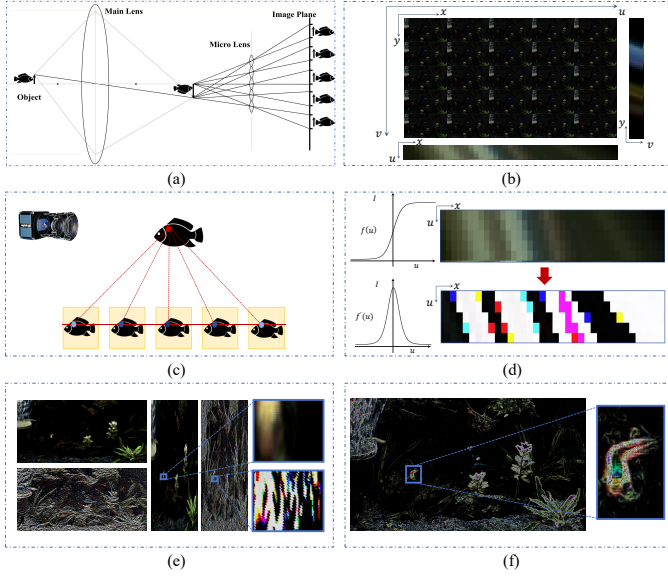 Main Lens
Image Plane
Micro Lens
Object
(a)
x
u
y
v
x
u
y
v
(b)
(c)
I
f(u)
u
x
u
I
f(u)
u
x
u
(d)
(e)
(f)